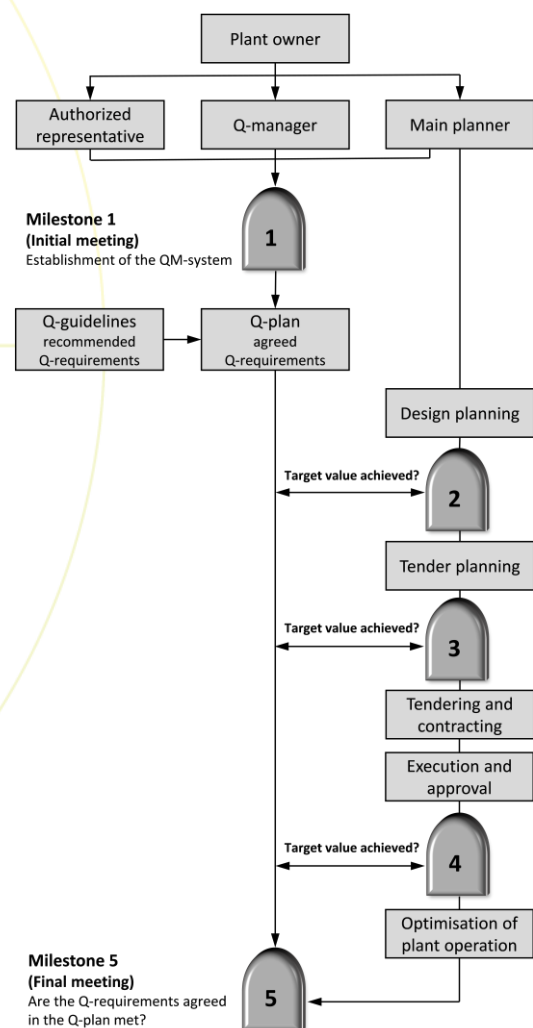 Plant owner
Authorized
representative
Q-manager
Main planner
Milestone 1
(Initial meeting)
Establishment of the QM-system
1
Q-guidelines
recommended
Q-requirements
Q-plan
agreed
Q-requirements
Design planning
Target value achieved?
2
Tender planning
Target value achieved?
3
Tendering and
contracting
Execution and
approval
Target value achieved?
4
Optimisation of
plant operation
Milestone 5
(Final meeting)
Are the Q-requirements agreed
in the Q-plan met?
5